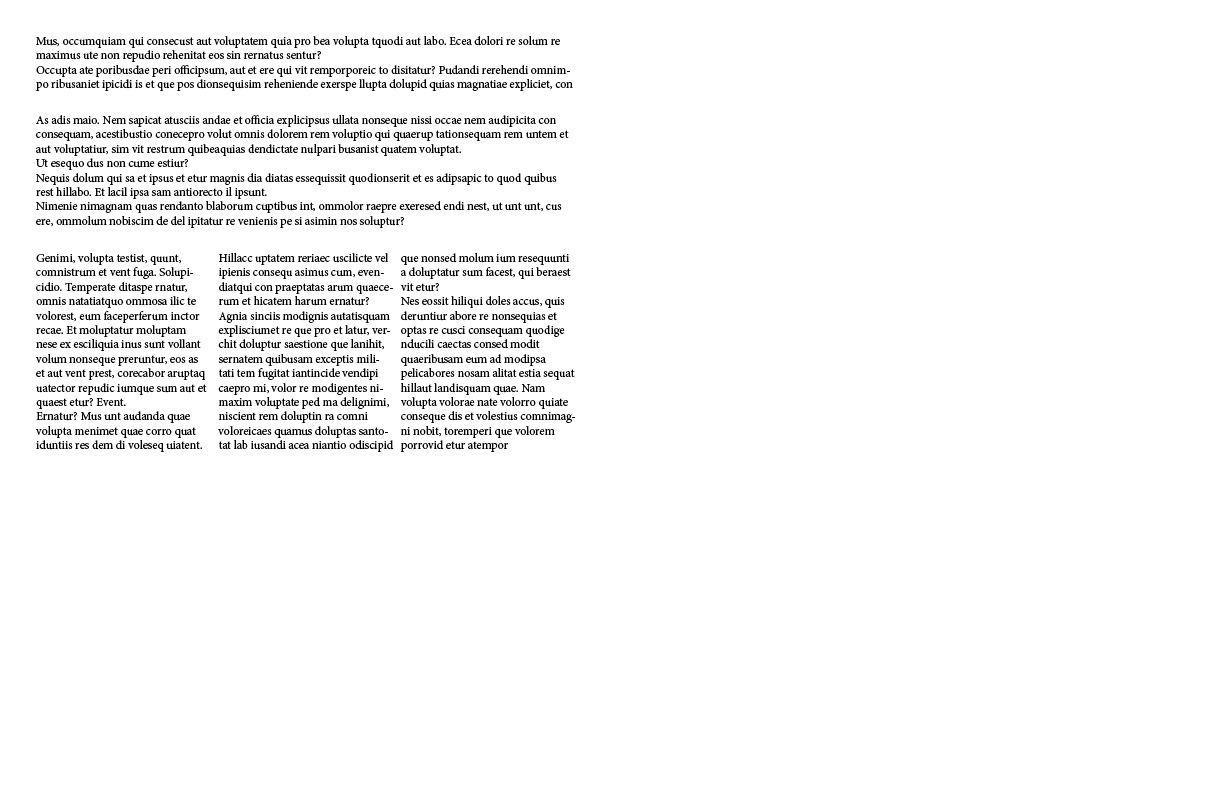 Mus, occumquiam qui consecust aut voluptatem quia pro bea volupta tquodi aut labo. Ecea dolori re solum re
maximus ute non repudio rehenitat eos sin rernatus sentur?
Occupta ate poribusdae peri officipsum, aut et ere qui vit remporporeic to disitatur? Pudandi rerehendi omnim-
po ribusaniet ipicidi is et que pos dionsequisim reheniende exerspe llupta dolupid quias magnatiae expliciet, con
As adis maio. Nem sapicat atusciis andae et officia explicipsus ullata nonseque nissi occae nem audipicita con
consequam, acestibustio conecepro volut omnis dolorem rem voluptio qui quaerup tationsequam rem untem et
aut voluptatiur, sim vit restrum quibeaquias dendictate nulpari busanist quatem voluptat.
Ut esequo dus non cume estiur?
Nequis dolum qui sa et ipsus et etur magnis dia diatas essequissit quodionserit et es adipsapic to quod quibus
rest hillabo. Et lacil ipsa sam antiorecto il ipsunt.
Nimenie nimagnam quas rendanto blaborum cuptibus int, ommolor raepre exeresed endi nest, ut unt unt, cus
ere, ommolum nobiscim de del ipitatur re venienis pe si asimin nos soluptur?
Genimi, volupta testist, quunt,
comnistrum et vent fuga. Solupi-
cidio. Temperate ditaspe rnatur,
omnis natatiatquo ommosa ilic te
volorest, eum faceperferum inctor
recae. Et moluptatur moluptam
nese ex esciliquia inus sunt vollant
volum nonseque preruntur, eos as
et aut vent prest, corecabor aruptaq
uatector repudic iumque sum aut et
quaest etur? Event.
Ernatur? Mus unt audanda quae
volupta menimet quae corro quat
iduntiis res dem di voleseq uiatent.
Hillacc uptatem reriaec uscilicte vel
ipienis consequ asimus cum, even-
diatqui con praeptatas arum quaece-
rum et hicatem harum ernatur?
Agnia sinciis modignis autatisquam
explisciumet re que pro et latur, ver-
chit doluptur saestione que lanihit,
sernatem quibusam exceptis mili-
tati tem fugitat iantincide vendipi
caepro mi, volor re modigentes ni-
maxim voluptate ped ma delignimi,
niscient rem doluptin ra comni
voloreicaes quamus doluptas santo-
tat lab iusandi acea niantio odiscipid
que nonsed molum ium resequunti
a doluptatur sum facest, qui beraest
vit etur?
Nes eossit hiliqui doles accus, quis
deruntiur abore re nonsequias et
optas re cusci consequam quodige
nducili caectas consed modit
quaeribusam eum ad modipsa
pelicabores nosam alitat estia sequat
hillaut landisquam quae. Nam
volupta volorae nate volorro quiate
conseque dis et volestius comnimag-
ni nobit, toremperi que volorem
porrovid etur atempor